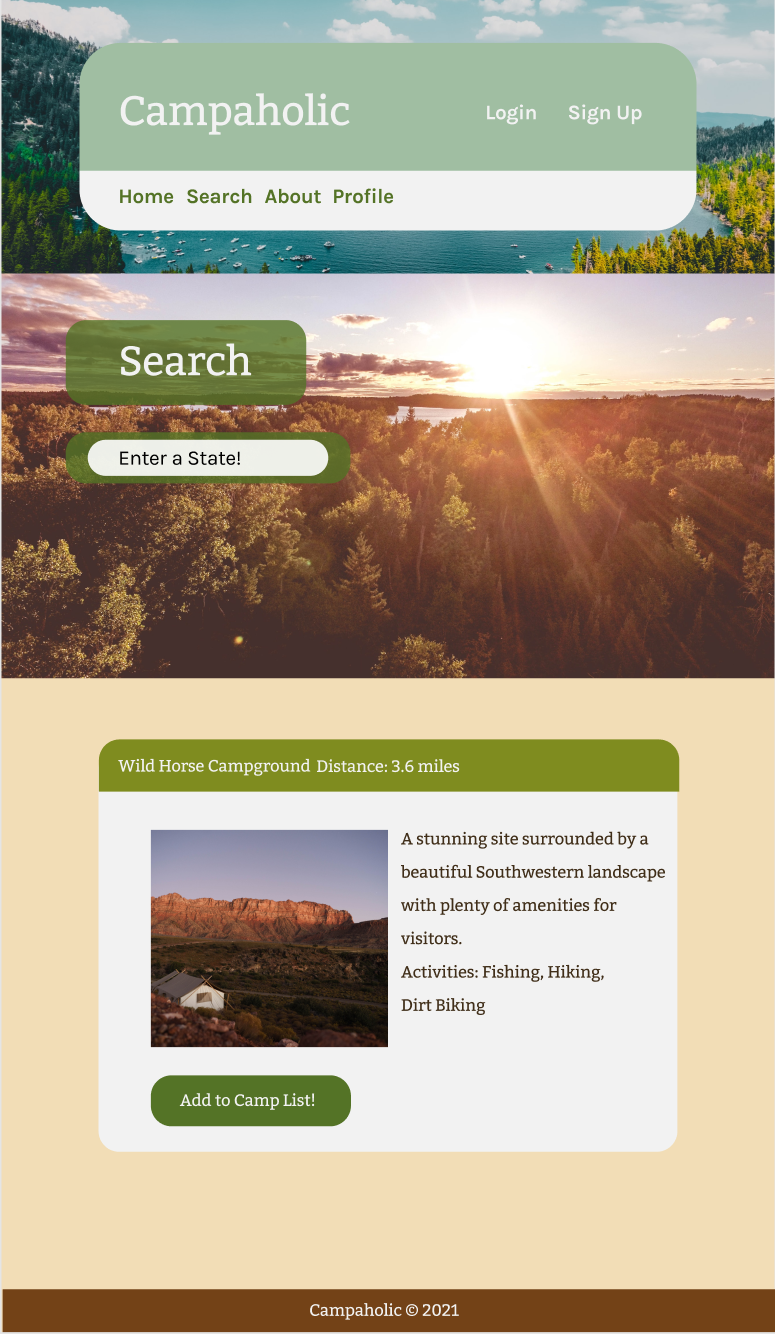 Campaholic
Login Sign Up
Home Search About Profile
Search
Enter a State!
Wild Horse Campground Distance: 3.6 miles
A stunning site surrounded by a
beautiful Southwestern landscape
with plenty of amenities for
visitors.
Activities: Fishing, Hiking,
Dirt Biking
Add to Camp List!
Campaholic © 2021